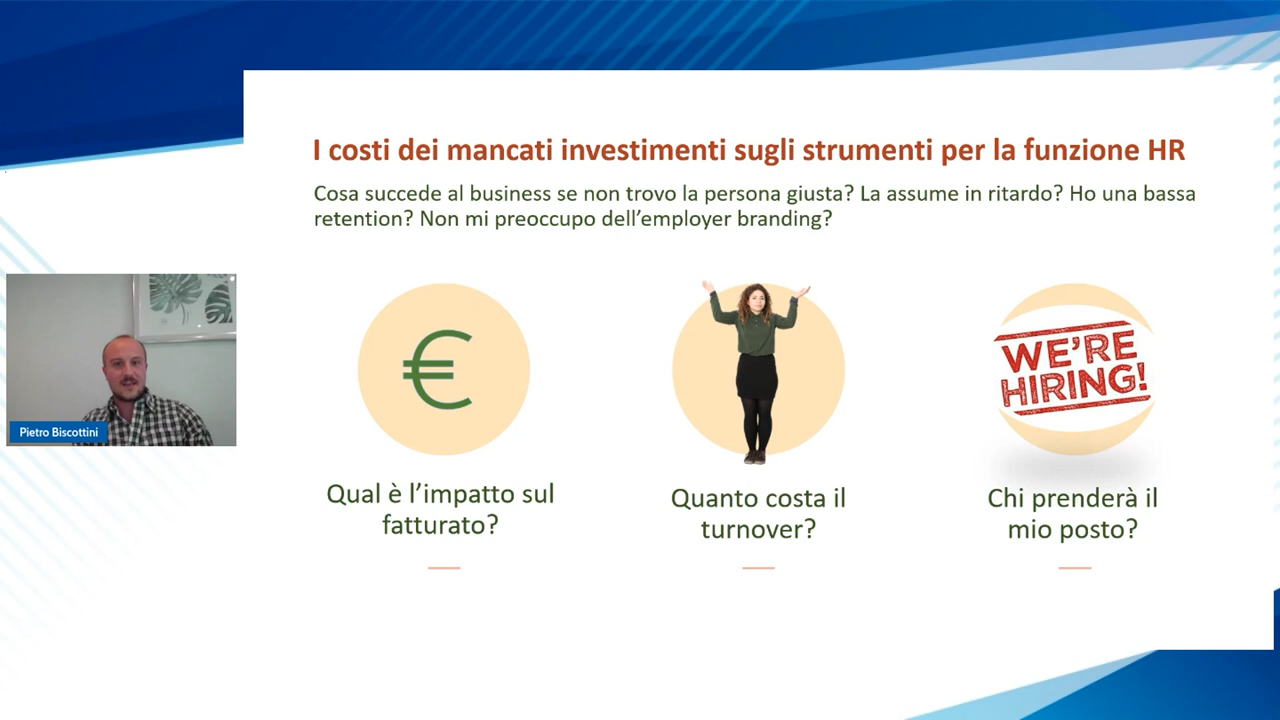 I costi dei mancati investimenti sugli strumenti per la funzione HR
Cosa succede al business se non trovo la persona giusta? La assume in ritardo? Ho una bassa
retention? Non mi preoccupo dell’employer branding?
€
WE'RE
HIRING!
Pietro Biscottini
Qual è l’impatto sul
fatturato?
Quanto costa il
turnover?
Chi prenderà il
mio posto?